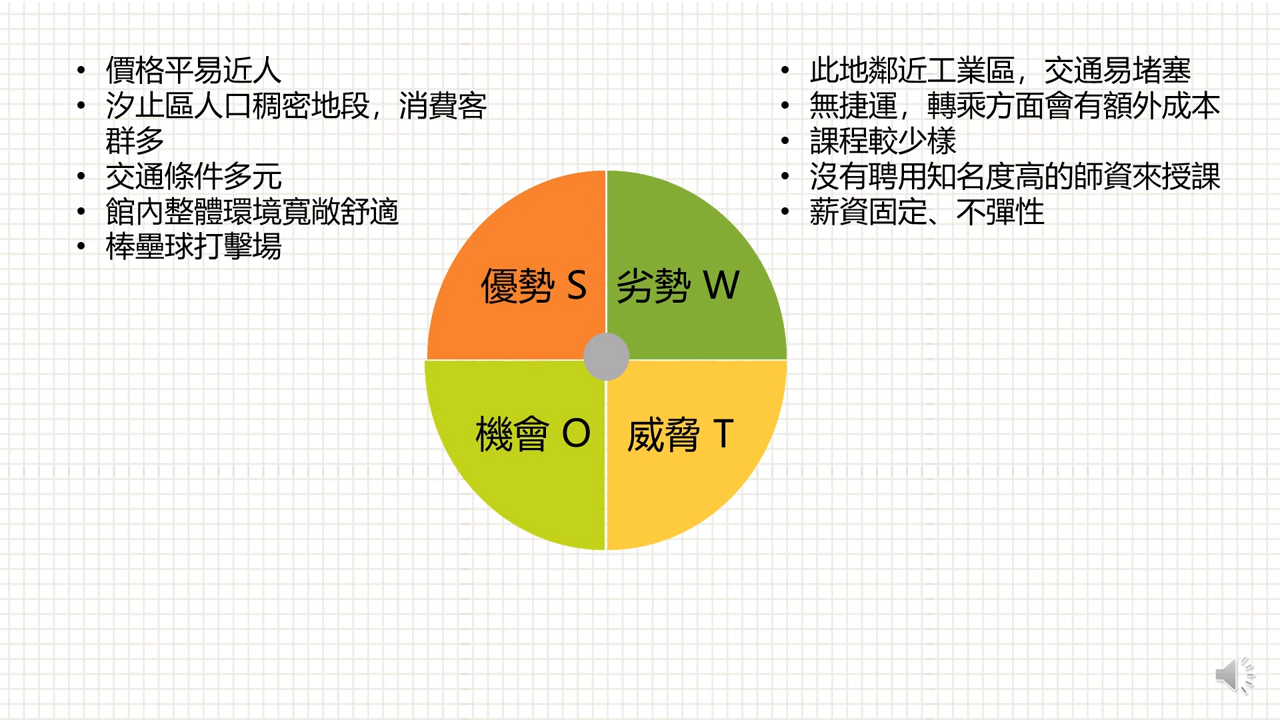 • 價格平易近人
• 汐止區人口稠密地段，消費客
群多
• 交通條件多元
• 館內整體環境寬敞舒適
• 棒壘球打擊場
• 此地鄰近工業區，交通易堵塞
• 無捷運，轉乘方面會有額外成本
• 課程較少樣
• 沒有聘用知名度高的師資來授課
• 薪資固定、不彈性
優勢 S
劣勢 W
機會 O
威脅 T